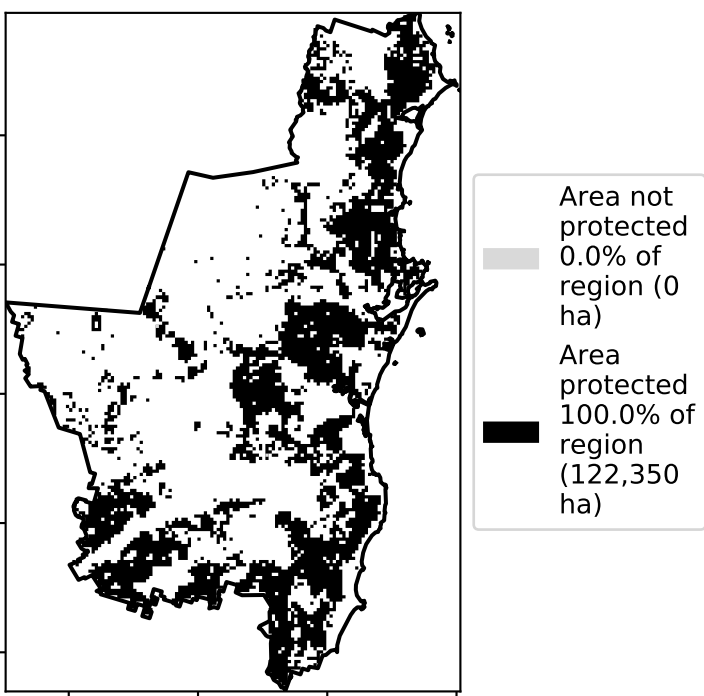 Area not
protected
0.0% of
region (0
ha)
Area
protected
100.0% of
region
(122,350
ha)